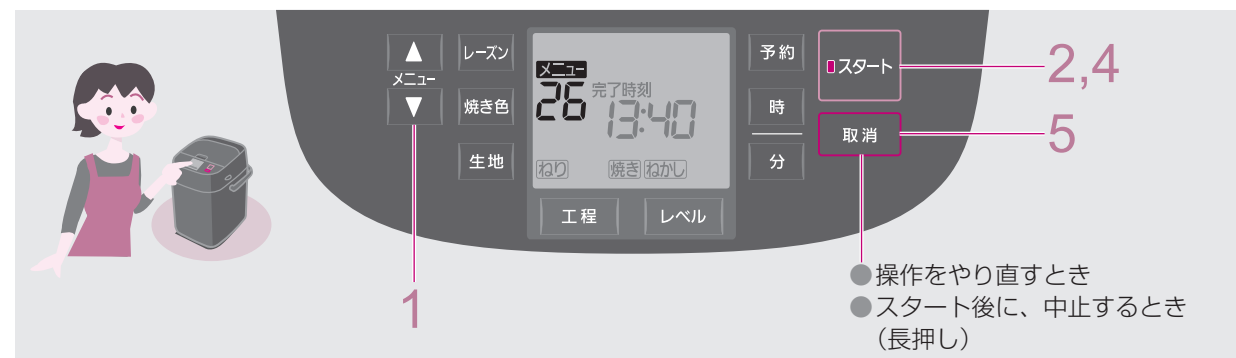 ▲
メニュー
▼
レーズン
焼き色
生地
メニュー
26
完了時刻
13:40
ねり 焼き ねかし
工程 レベル
予約
時
分
スタート
取消
1
2,4
5
●操作をやり直すとき
●スタート後に、中止するとき
（長押し）